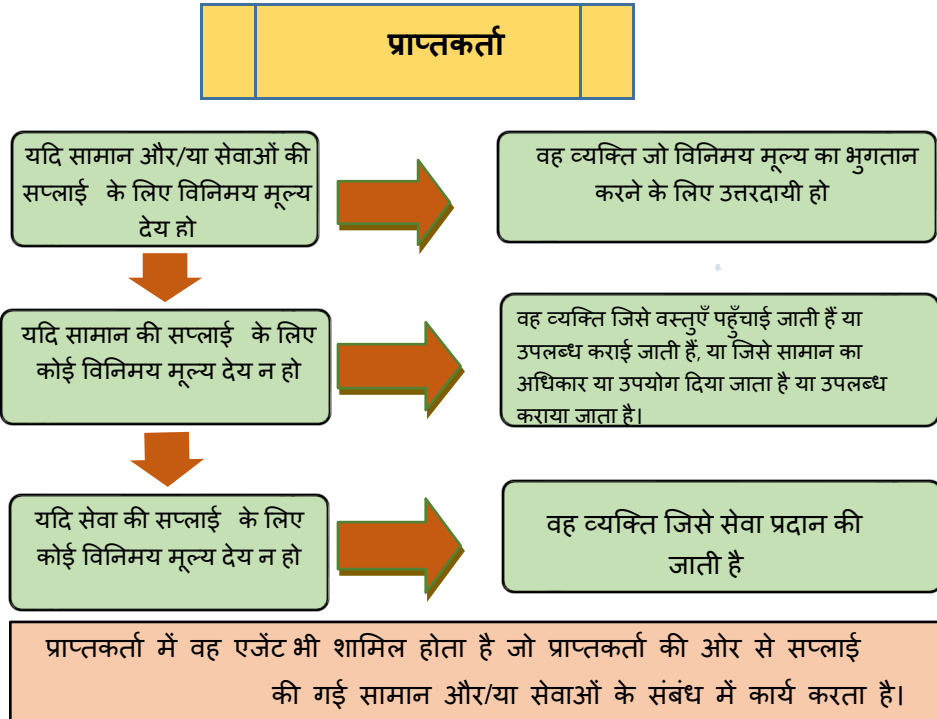 प्राप्तकर्ता
यदि सामान और/या सेवाओं की
सप्लाई के लिए विनिमय मूल्य
देय हो
वह व्यक्ति जो विनिमय मूल्य का भुगतान
करने के लिए उत्तरदायी हो
यदि सामान की सप्लाई के लिए
कोई विनिमय मूल्य देय न हो
वह व्यक्ति जिसे वस्तुएँ पहुँचाई जाती हैं या
उपलब्ध कराई जाती हैं, या जिसे सामान का
अधिकार या उपयोग दिया जाता है या उपलब्ध
कराया जाता है।
यदि सेवा की सप्लाई के लिए
कोई विनिमय मूल्य देय न हो
वह व्यक्ति जिसे सेवा प्रदान की
जाती है
प्राप्तकर्ता में वह एजेंट भी शामिल होता है जो प्राप्तकर्ता की ओर से सप्लाई
की गई सामान और/या सेवाओं के संबंध में कार्य करता है।